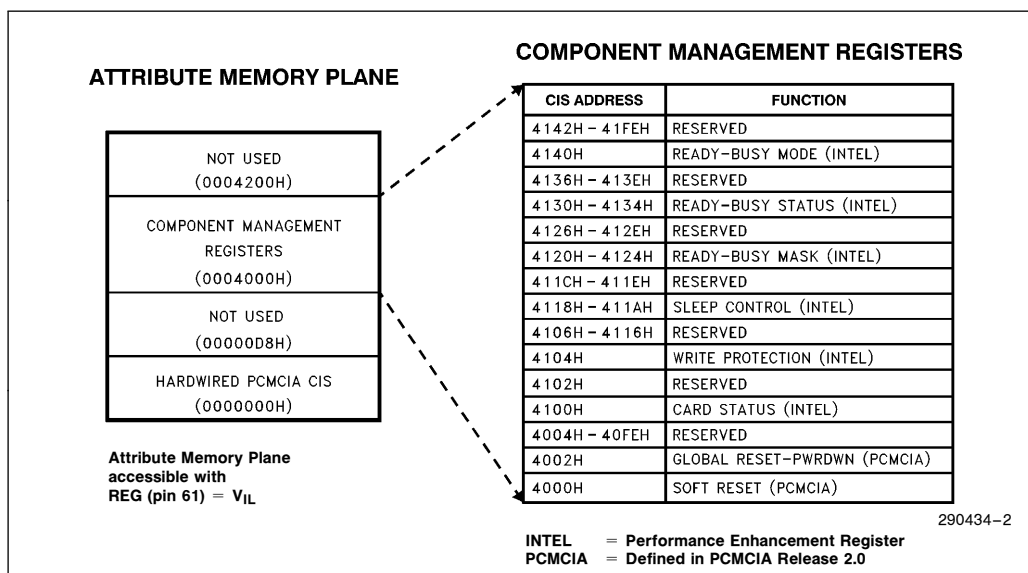 ATTRIBUTE MEMORY PLANE
NOT USED
(0004200H)
COMPONENT MANAGEMENT
REGISTERS
(0004000H)
NOT USED
(00000D8H)
HARDWIRED PCMCIA CIS
(0000000H)
Attribute Memory Plane
accessible with
REG (pin 61) = VIL
COMPONENT MANAGEMENT REGISTERS
CIS ADDRESS FUNCTION
4142H – 41FEH RESERVED
4140H READY-BUSY MODE (INTEL)
4136H – 413EH RESERVED
4130H – 4134H READY-BUSY STATUS (INTEL)
4126H – 412EH RESERVED
4120H – 4124H READY-BUSY MASK (INTEL)
411CH – 411EH RESERVED
4118H – 411AH SLEEP CONTROL (INTEL)
4106H – 4116H RESERVED
4104H WRITE PROTECTION (INTEL)
4102H RESERVED
4100H CARD STATUS (INTEL)
4004H – 40FEH RESERVED
4002H GLOBAL RESET-PWRDWN (PCMCIA)
4000H SOFT RESET (PCMCIA)
290434–2
INTEL = Performance Enhancement Register
PCMCIA = Defined in PCMCIA Release 2.0